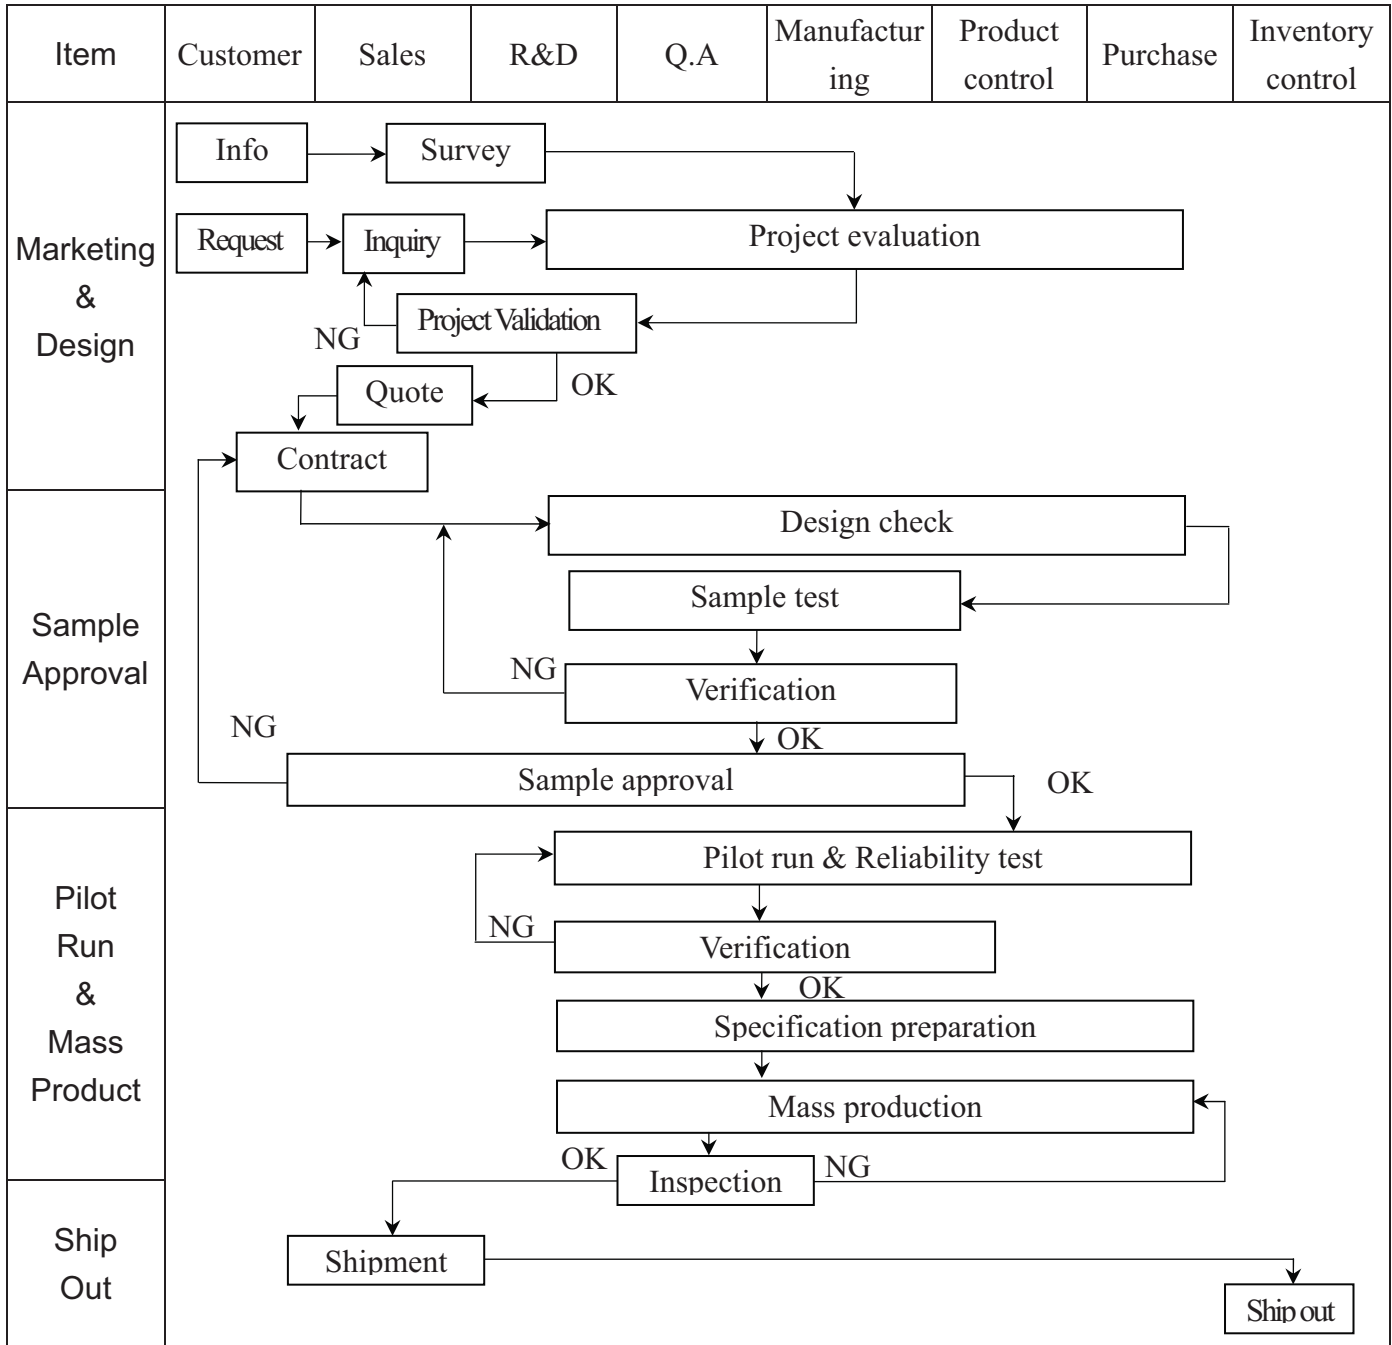 Item
Customer
Sales
R&D
Q.A
Manufactur
ing
Product
control
Purchase
Inventory
control
Marketing
&
Design
Info
Survey
Request
Inquiry
Project evaluation
Project Validation
NG
OK
Quote
Contract
Sample
Approval
Design check
Sample test
NG
Verification
OK
NG
Sample approval
OK
Pilot
Run
&
Mass
Product
Pilot run & Reliability test
NG
Verification
OK
Specification preparation
Mass production
OK
Inspection
NG
Ship
Out
Shipment
Ship out